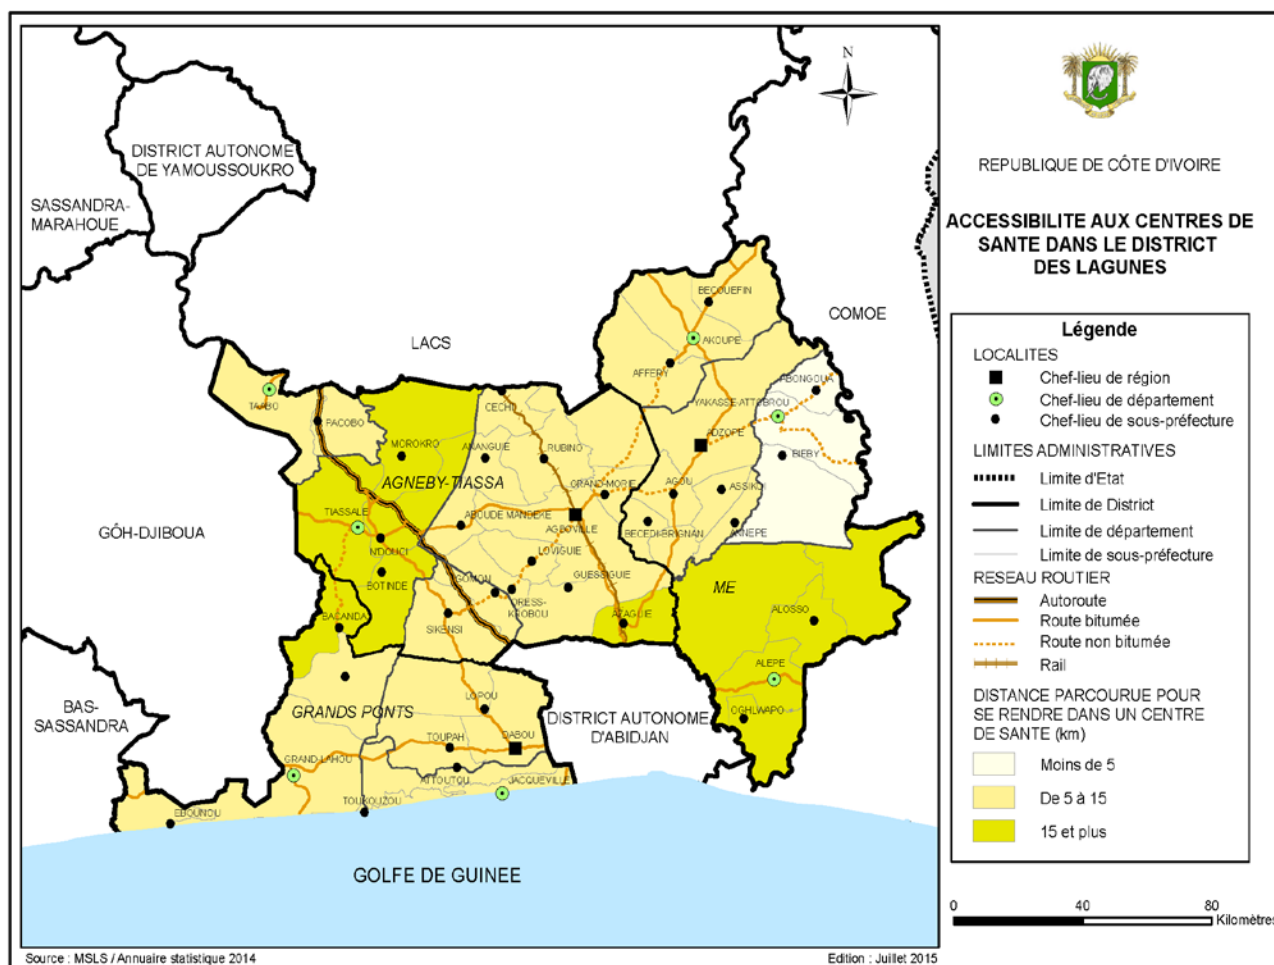 N
DISTRICT AUTONOME
DE YAMOUSSOUKRO
SASSANDRA-
MARAHOUE
LACS
COMOE
GÔH-DJIBOUA
BAS-
SASSANDRA
DISTRICT AUTONOME
D'ABIDJAN
GOLFE DE GUINEE
AGNEBY-TIASSA
ME
GRANDS PONTS
BECOUEFIN
AKOUPE
AFFERY
ABONGOUA
YAKASSE-ATTOBROU
ADZOPE
BIEBY
TAABO
PACOBO
CECHI
MOROKRO
ANANGUIE
RUBINO
GRAND-MORIE
AGOU
ASSIKO
TIASSALE
ABOUDE MANDEKE
AGBOVILLE
BECEDI-BRIGNAN
ANNEPE
N'DOUCI
LOVIGUIE
BOTINDE
GOMON
GUESSIGUIE
ORESS-
KROBOU
BACANDA
SIKENSI
AZAGUIE
ALOSSO
ALEPE
OGHLWAPO
LOPOU
TOUPAH
DABOU
GRAND-LAHOU
ATTOUTOU
JACQUEVILLE
TOUKOUZOU
EBOUNOU
REPUBLIQUE DE CÔTE D'IVOIRE
ACCESSIBILITE AUX CENTRES DE
SANTE DANS LE DISTRICT
DES LAGUNES
Légende
LOCALITES
Chef-lieu de région
Chef-lieu de département
Chef-lieu de sous-préfecture
LIMITES ADMINISTRATIVES
Limite d'Etat
Limite de District
Limite de département
Limite de sous-préfecture
RESEAU ROUTIER
Autoroute
Route bitumée
Route non bitumée
Rail
DISTANCE PARCOURUE POUR
SE RENDRE DANS UN CENTRE
DE SANTE (km)
Moins de 5
De 5 à 15
15 et plus
0 40 80
Kilomètres
Source : MSLS / Annuaire statistique 2014
Edition : Juillet 2015